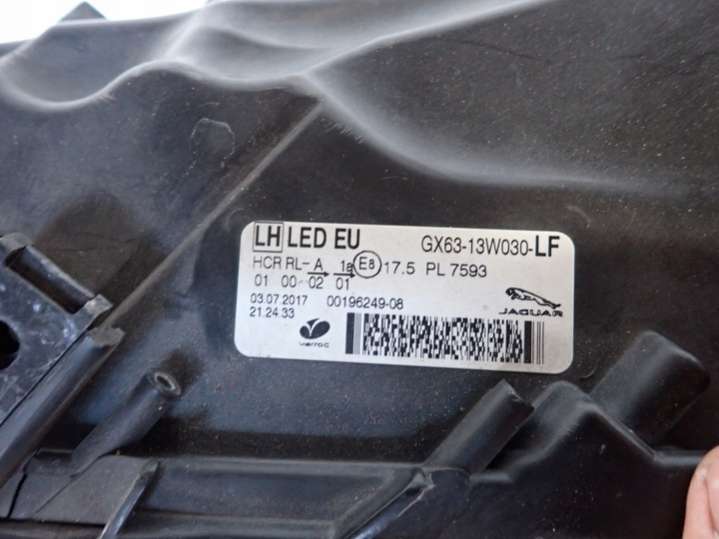 LH LED EU GX63-13W030-LF
HCR RL-A 1a E8 17.5 PL 7593
01 00 02 01
03.07.2017 00196249-08
21.24.33
varroc
JAGUAR